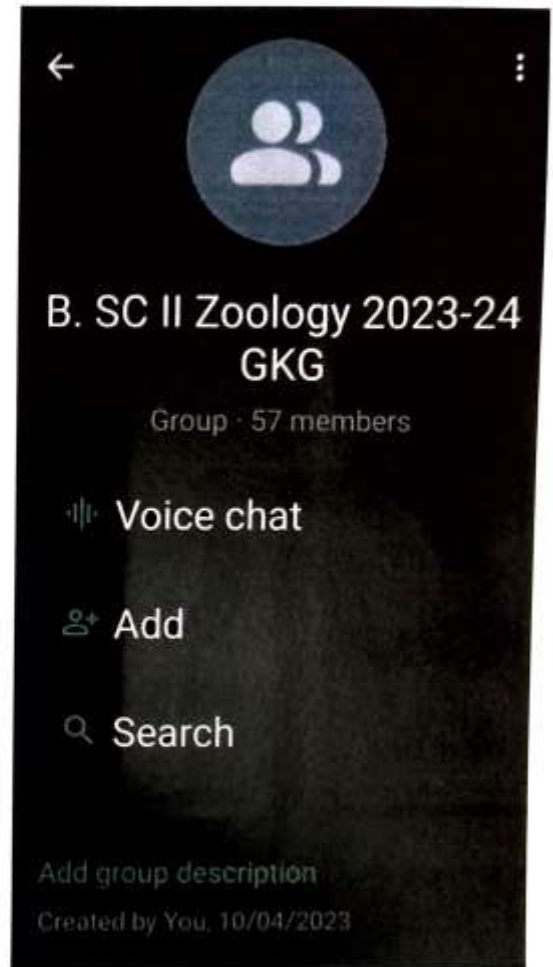 B. SC II Zoology 2023-24
GKG
Group · 57 members
Voice chat
Add
Search
Add group description
Created by You, 10/04/2023